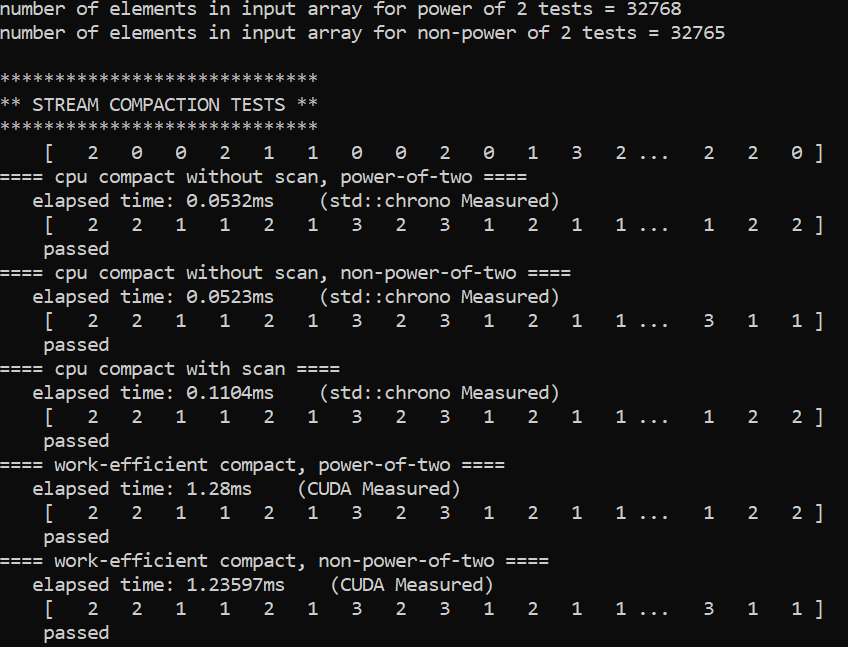 number of elements in input array for power of 2 tests = 32768
number of elements in input array for non-power of 2 tests = 32765
*****************************
** STREAM COMPACTION TESTS **
*****************************
    [   2   0   0   2   1   1   0   0   2   0   1   3   2 ...   2   2   0 ]
==== cpu compact without scan, power-of-two ====
   elapsed time: 0.0532ms    (std::chrono Measured)
    [   2   2   1   1   2   1   3   2   3   1   2   1   1 ...   1   2   2 ]
    passed
==== cpu compact without scan, non-power-of-two ====
   elapsed time: 0.0523ms    (std::chrono Measured)
    [   2   2   1   1   2   1   3   2   3   1   2   1   1 ...   3   1   1 ]
    passed
==== cpu compact with scan ====
   elapsed time: 0.1104ms    (std::chrono Measured)
    [   2   2   1   1   2   1   3   2   3   1   2   1   1 ...   1   2   2 ]
    passed
==== work-efficient compact, power-of-two ====
   elapsed time: 1.28ms    (CUDA Measured)
    [   2   2   1   1   2   1   3   2   3   1   2   1   1 ...   1   2   2 ]
    passed
==== work-efficient compact, non-power-of-two ====
   elapsed time: 1.23597ms    (CUDA Measured)
    [   2   2   1   1   2   1   3   2   3   1   2   1   1 ...   3   1   1 ]
    passed